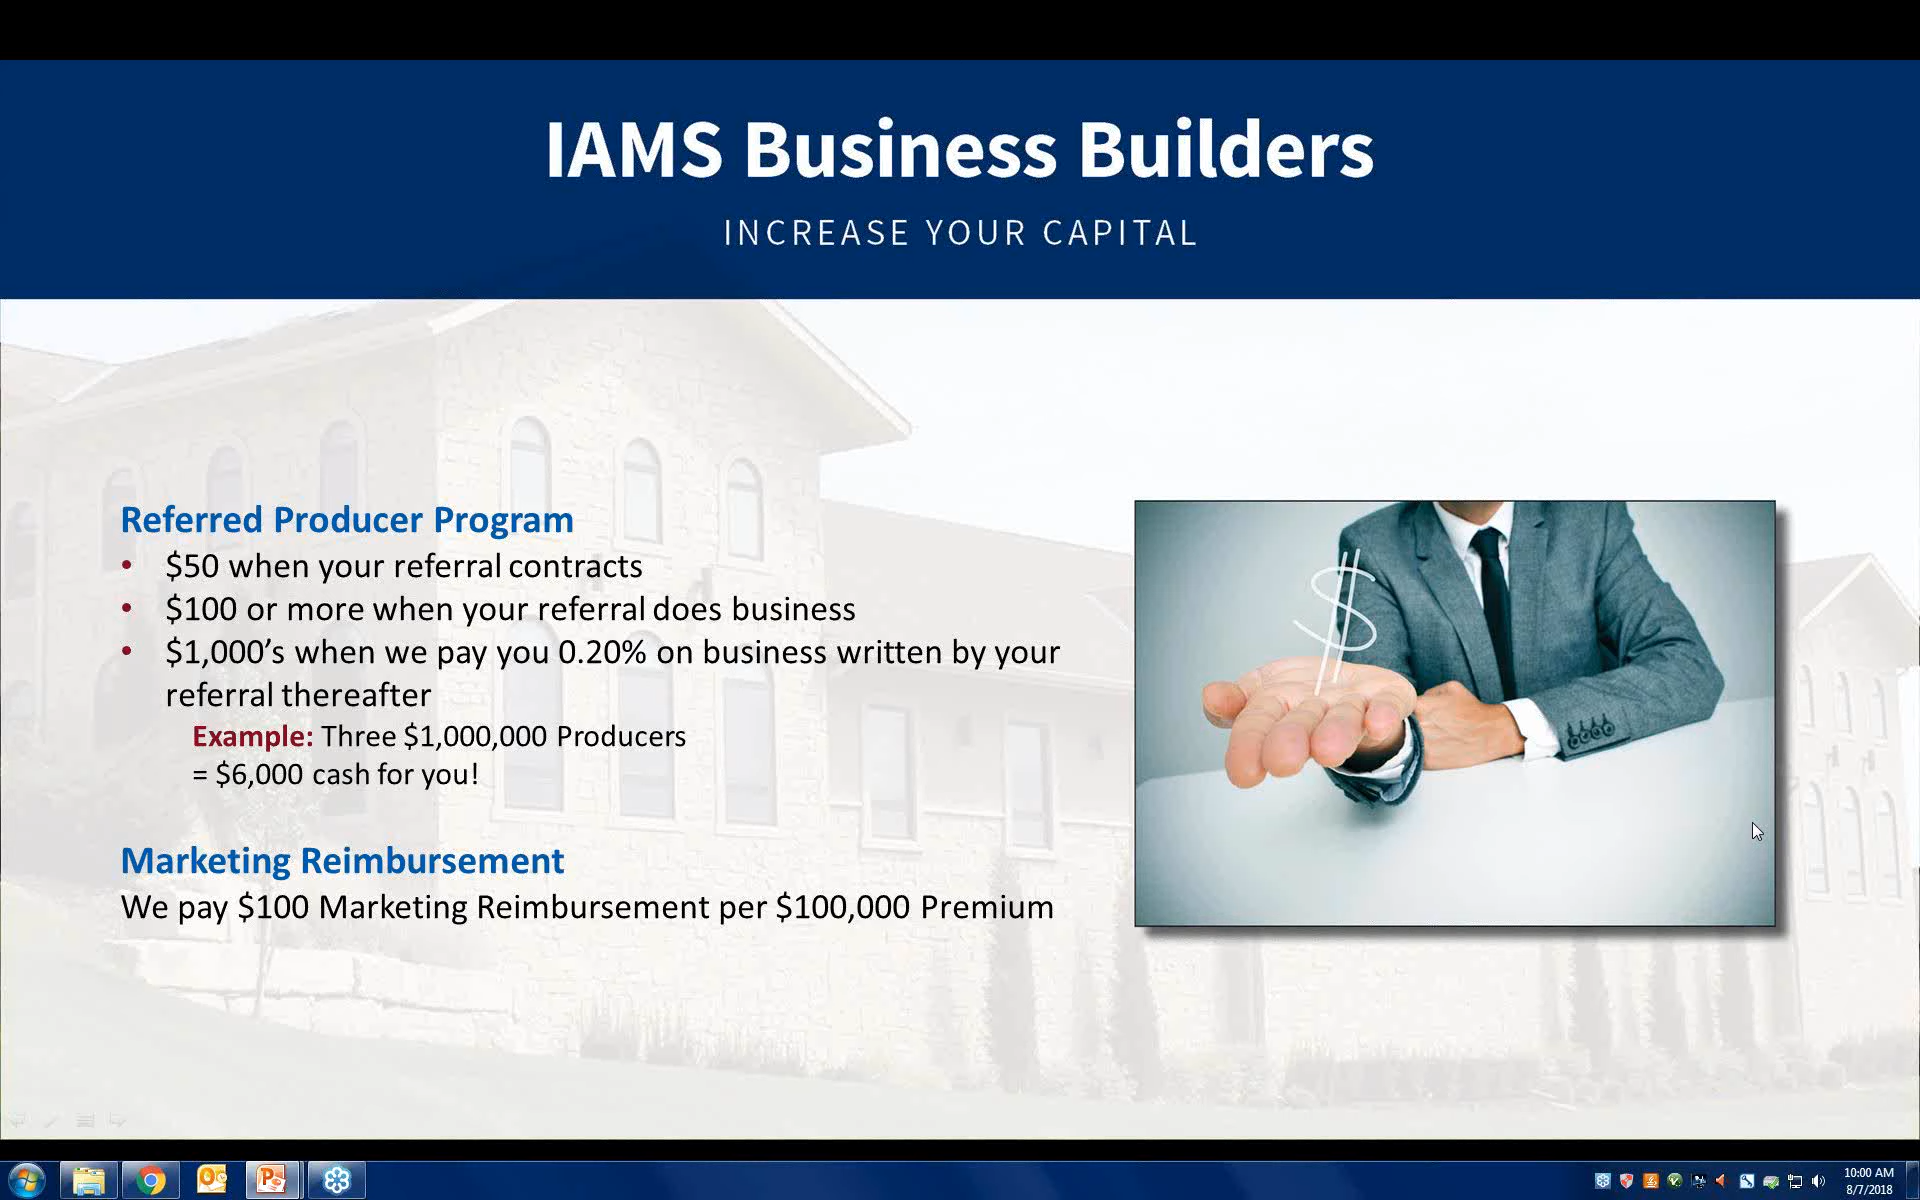 IAMS Business Builders
INCREASE YOUR CAPITAL
Referred Producer Program
• $50 when your referral contracts
• $100 or more when your referral does business
• $1,000’s when we pay you 0.20% on business written by your
referral thereafter
Example: Three $1,000,000 Producers
= $6,000 cash for you!
Marketing Reimbursement
We pay $100 Marketing Reimbursement per $100,000 Premium
10:00 AM
8/7/2018